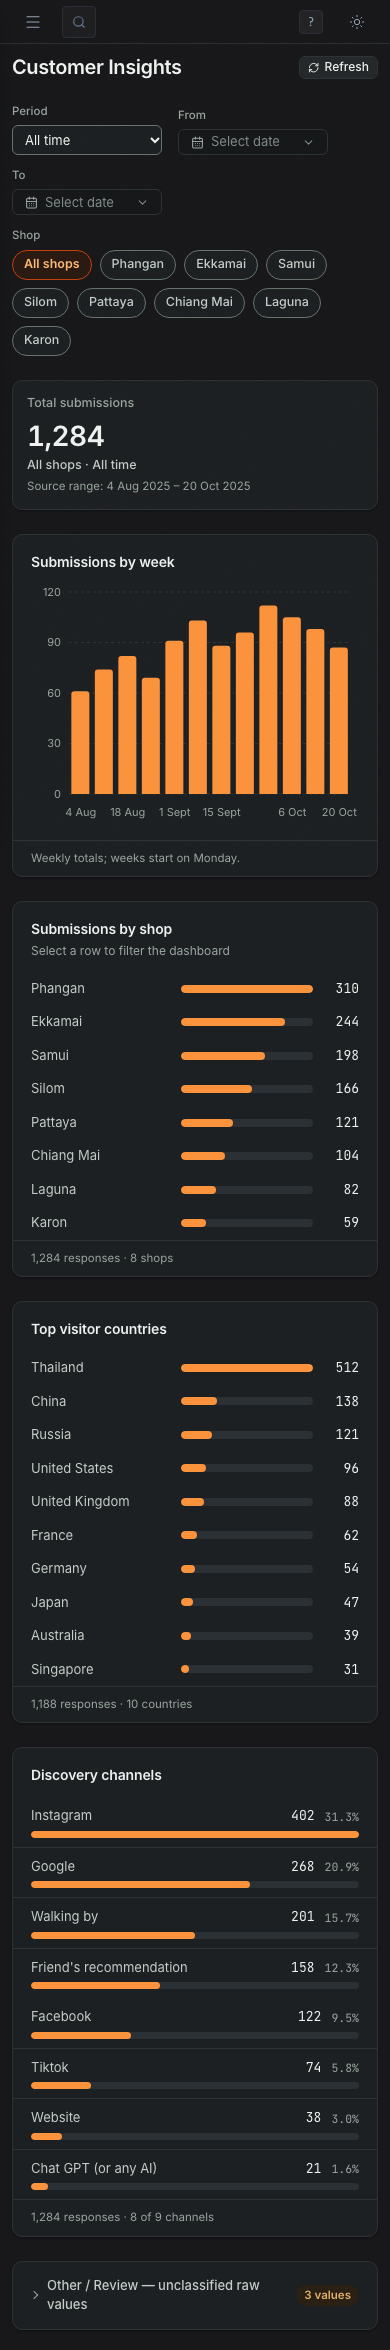 ?
Customer Insights
Refresh
Period
From
All time
Select date
To
Select date
Shop
All shops
Phangan
Ekkamai
Samui
Silom
Pattaya
Chiang Mai
Laguna
Karon
Total submissions
1,284
All shops · All time
Source range: 4 Aug 2025 – 20 Oct 2025
Submissions by week
120
90
60
30
0
4 Aug 18 Aug 1 Sept 15 Sept 6 Oct 20 Oct
Weekly totals; weeks start on Monday.
Submissions by shop
Select a row to filter the dashboard
Phangan 310
Ekkamai 244
Samui 198
Silom 166
Pattaya 121
Chiang Mai 104
Laguna 82
Karon 59
1,284 responses · 8 shops
Top visitor countries
Thailand 512
China 138
Russia 121
United States 96
United Kingdom 88
France 62
Germany 54
Japan 47
Australia 39
Singapore 31
1,188 responses · 10 countries
Discovery channels
Instagram 402 31.3%
Google 268 20.9%
Walking by 201 15.7%
Friend's recommendation 158 12.3%
Facebook 122 9.5%
Tiktok 74 5.8%
Website 38 3.0%
Chat GPT (or any AI) 21 1.6%
1,284 responses · 8 of 9 channels
Other / Review — unclassified raw
values
3 values